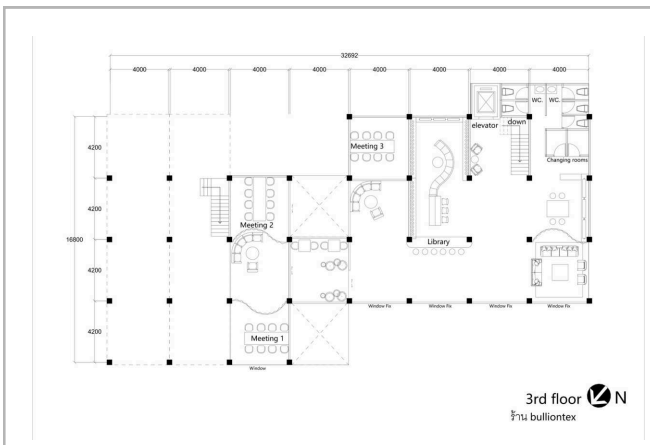 32692
4000 4000 4000 4000 4000 4000 4000 4000
WC. WC.
elevator down
4200
Meeting 3
Changing rooms
4200
Meeting 2
16800
Library
4200
Window Fix Window Fix Window Fix Window Fix
4200
Meeting 1
Window
3rd floor N
ร้าน bulliontex